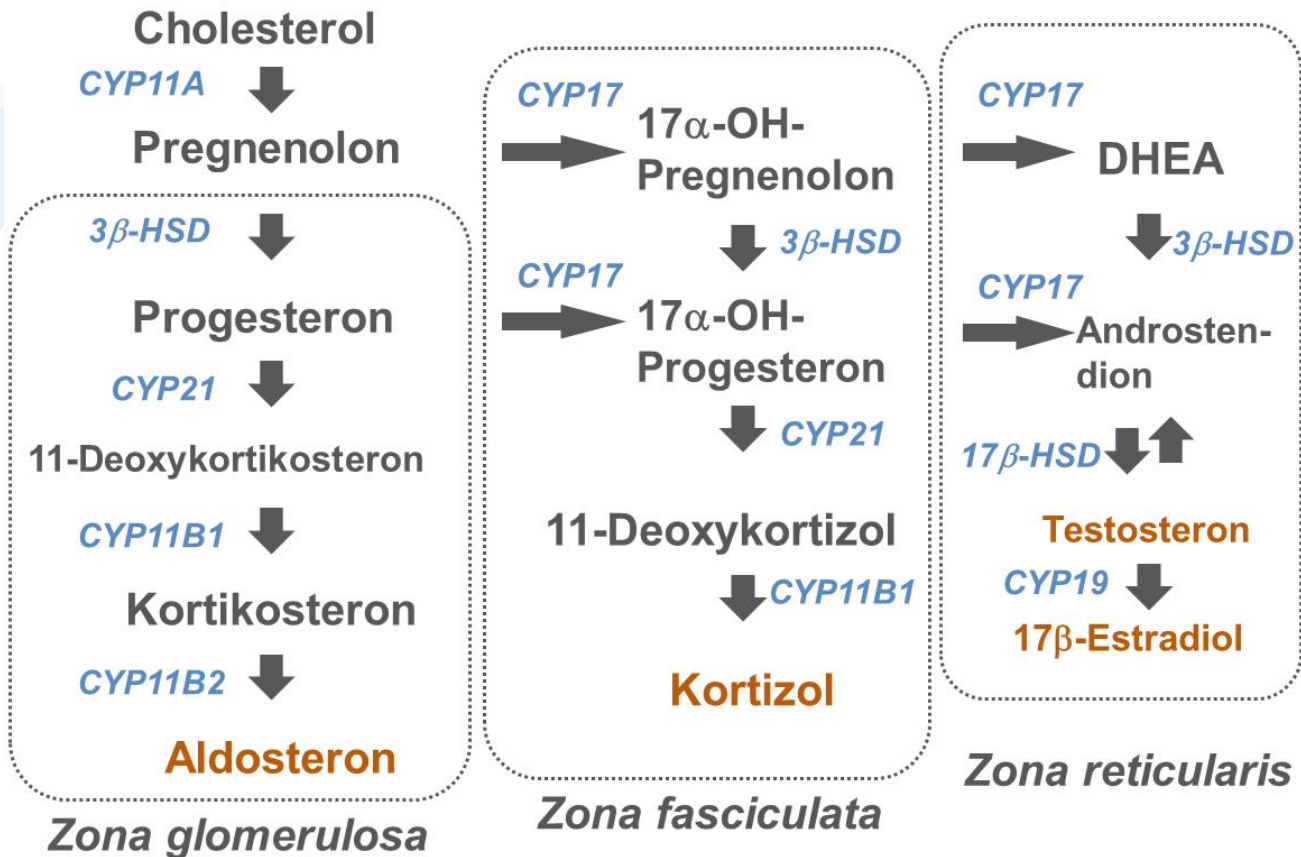 Cholesterol
CYP11A
Pregnenolon
3β-HSD
Progesteron
CYP21
11-Deoxykortikosteron
CYP11B1
Kortikosteron
CYP11B2
Aldosteron
Zona glomerulosa
CYP17
17α-OH-
Pregnenolon
3β-HSD
CYP17
17α-OH-
Progesteron
CYP21
11-Deoxykortizol
CYP11B1
Kortizol
Zona fasciculata
CYP17
DHEA
3β-HSD
CYP17
Androsten-
dion
17β-HSD
Testosteron
CYP19
17β-Estradiol
Zona reticularis